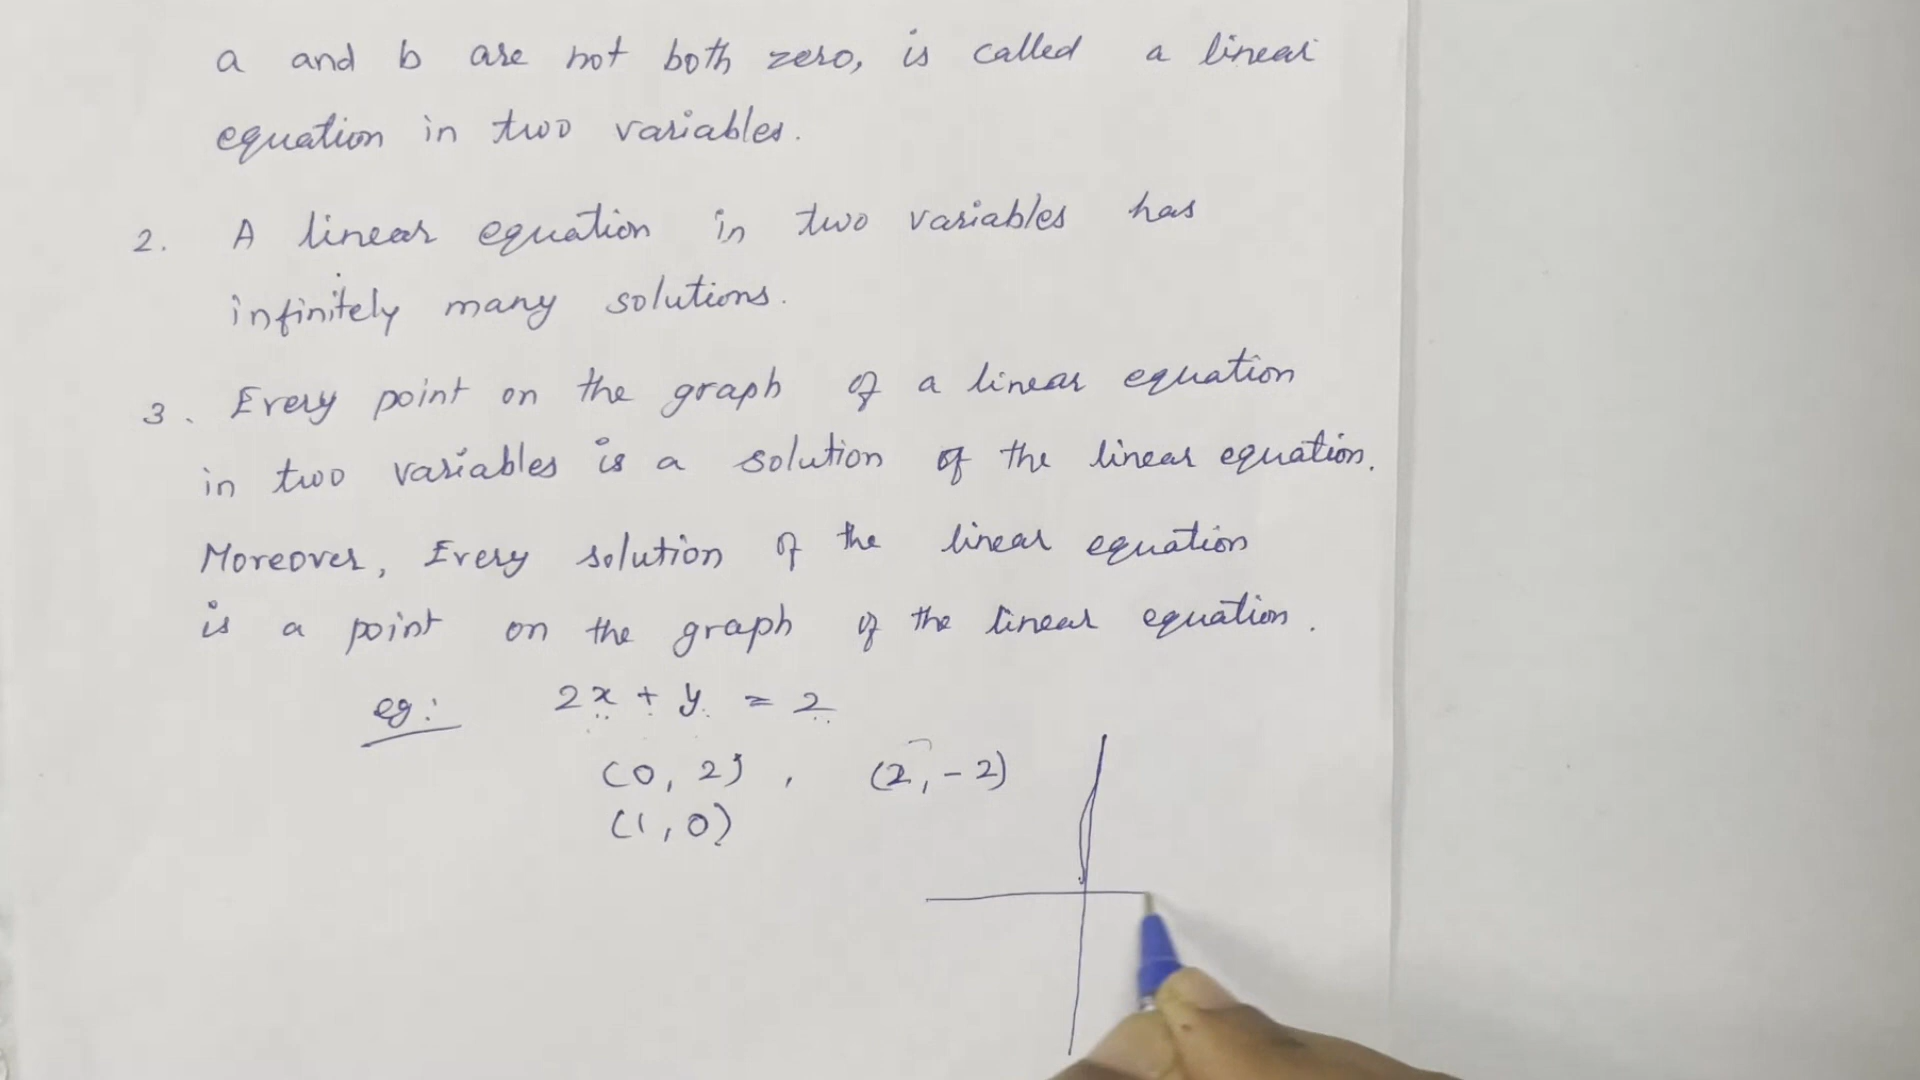 a and b are not both zero, is called a linear
equation in two variables.
2. A linear equation in two variables has
infinitely many solutions.
3. Every point on the graph of a linear equation
in two variables is a solution of the linear equation.
Moreover, Every solution of the linear equation
is a point on the graph of the linear equation.
eg: 2x + y = 2
(0, 2), (2, -2)
(1, 0)